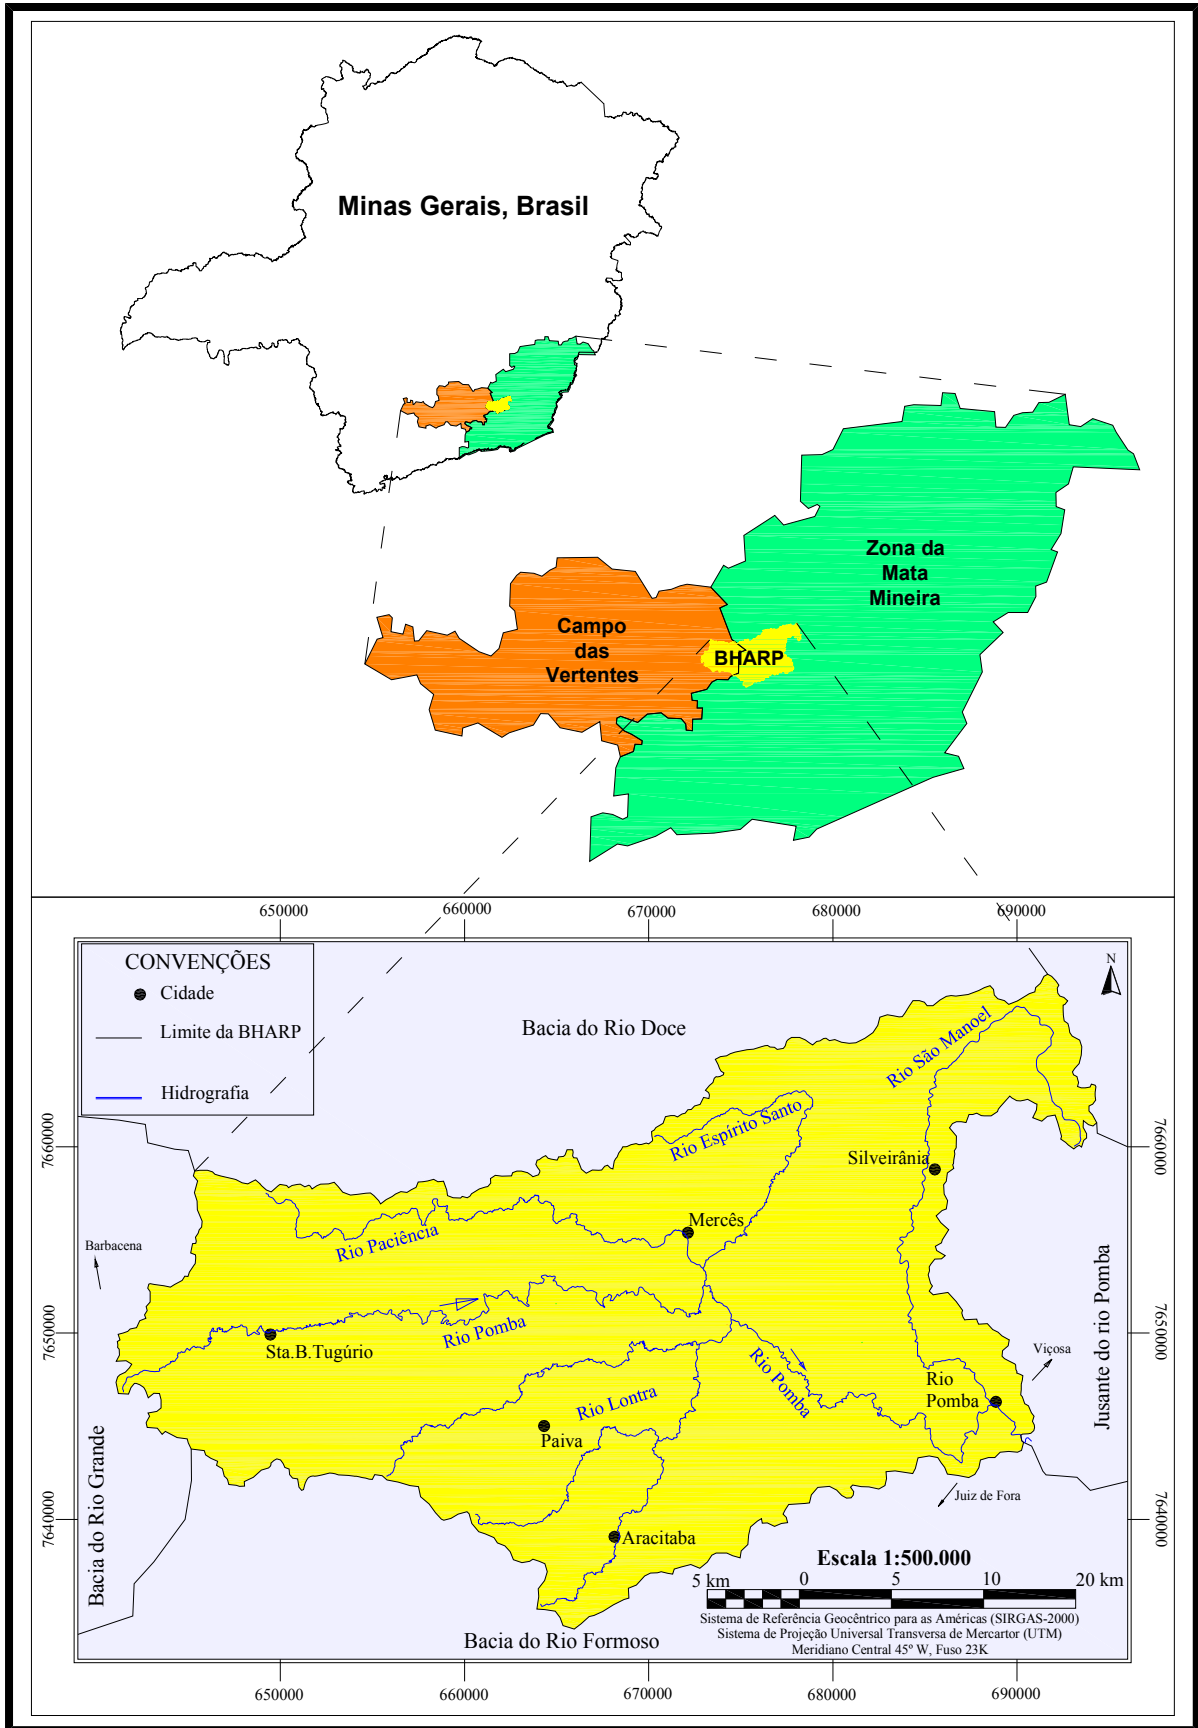 Minas Gerais, Brasil
Zona da
Mata
Mineira
Campo
das
Vertentes
BHARP
650000
660000
670000
680000
690000
CONVENÇÕES
Cidade
Limite da BHARP
Hidrografia
N
Bacia do Rio Doce
Rio São Manoel
Rio Espírito Santo
7660000
7660000
Silveirânia
Mercês
Rio Paciência
Barbacena
Rio Pomba
Sta.B.Tugúrio
7650000
7650000
Jusante do rio Pomba
Viçosa
Rio Pomba
Rio
Pomba
Rio Lontra
Paiva
Bacia do Rio Grande
Juiz de Fora
7640000
7640000
Aracitaba
Escala 1:500.000
5 km
0
5
10
20 km
Sistema de Referência Geocêntrico para as Américas (SIRGAS-2000)
Sistema de Projeção Universal Transversa de Mercartor (UTM)
Meridiano Central 45º W, Fuso 23K
Bacia do Rio Formoso
650000
660000
670000
680000
690000